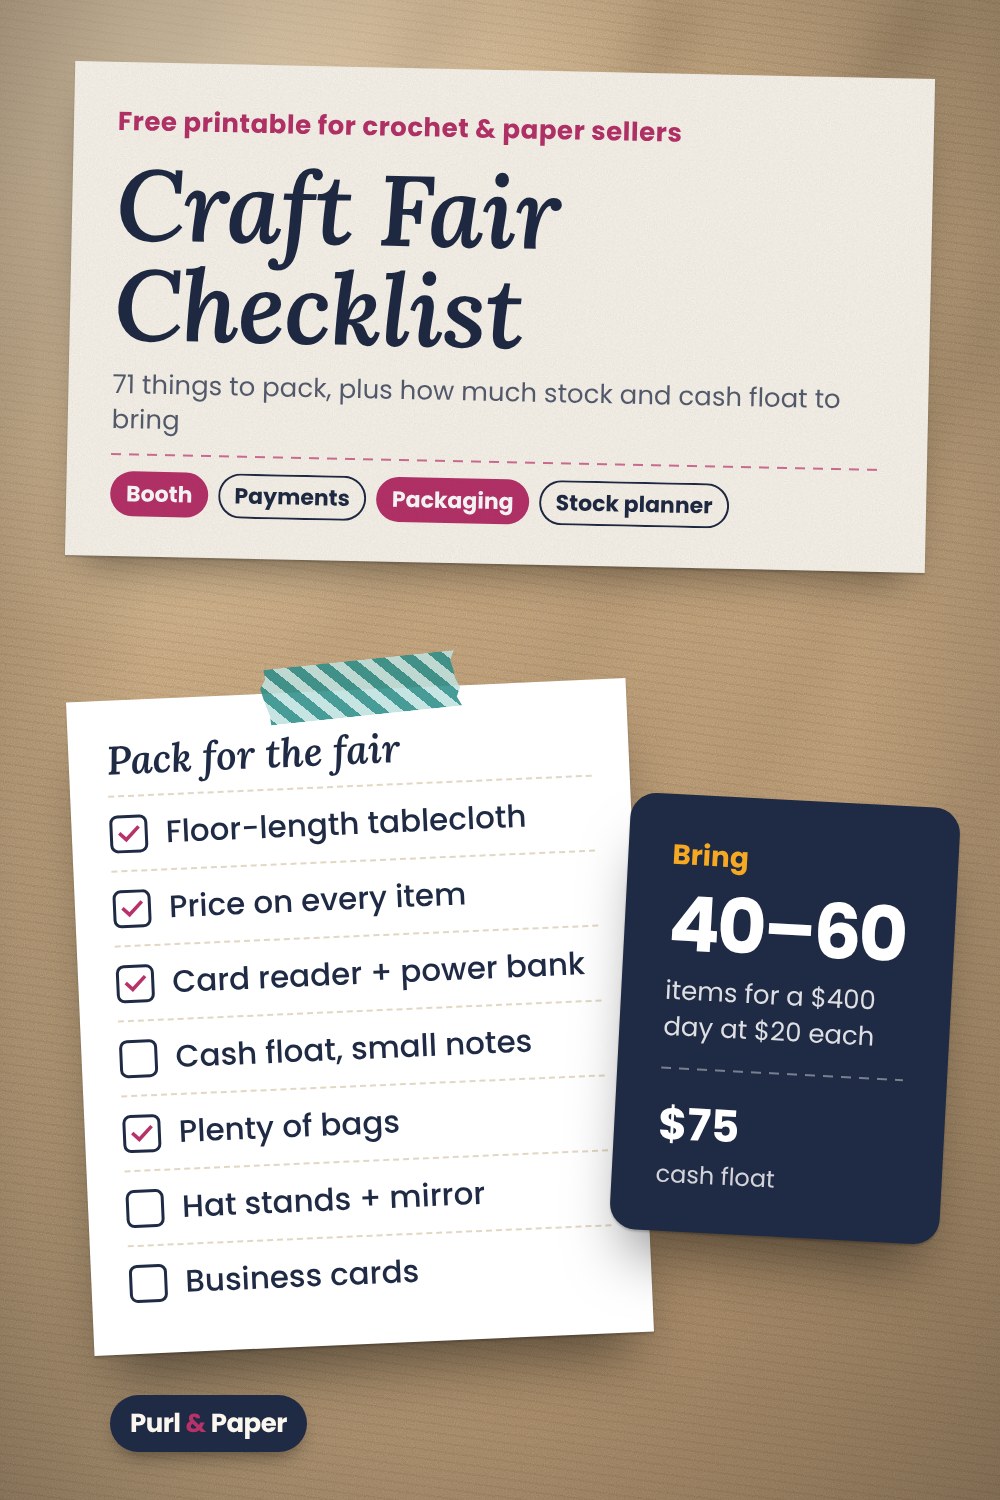 Free printable for crochet & paper sellers
Craft Fair
Checklist
71 things to pack, plus how much stock and cash float to
bring
Booth Payments Packaging Stock planner
Pack for the fair
Floor-length tablecloth
Price on every item
Card reader + power bank
Cash float, small notes
Plenty of bags
Hat stands + mirror
Business cards
Bring
40–60
items for a $400
day at $20 each
$75
cash float
Purl & Paper